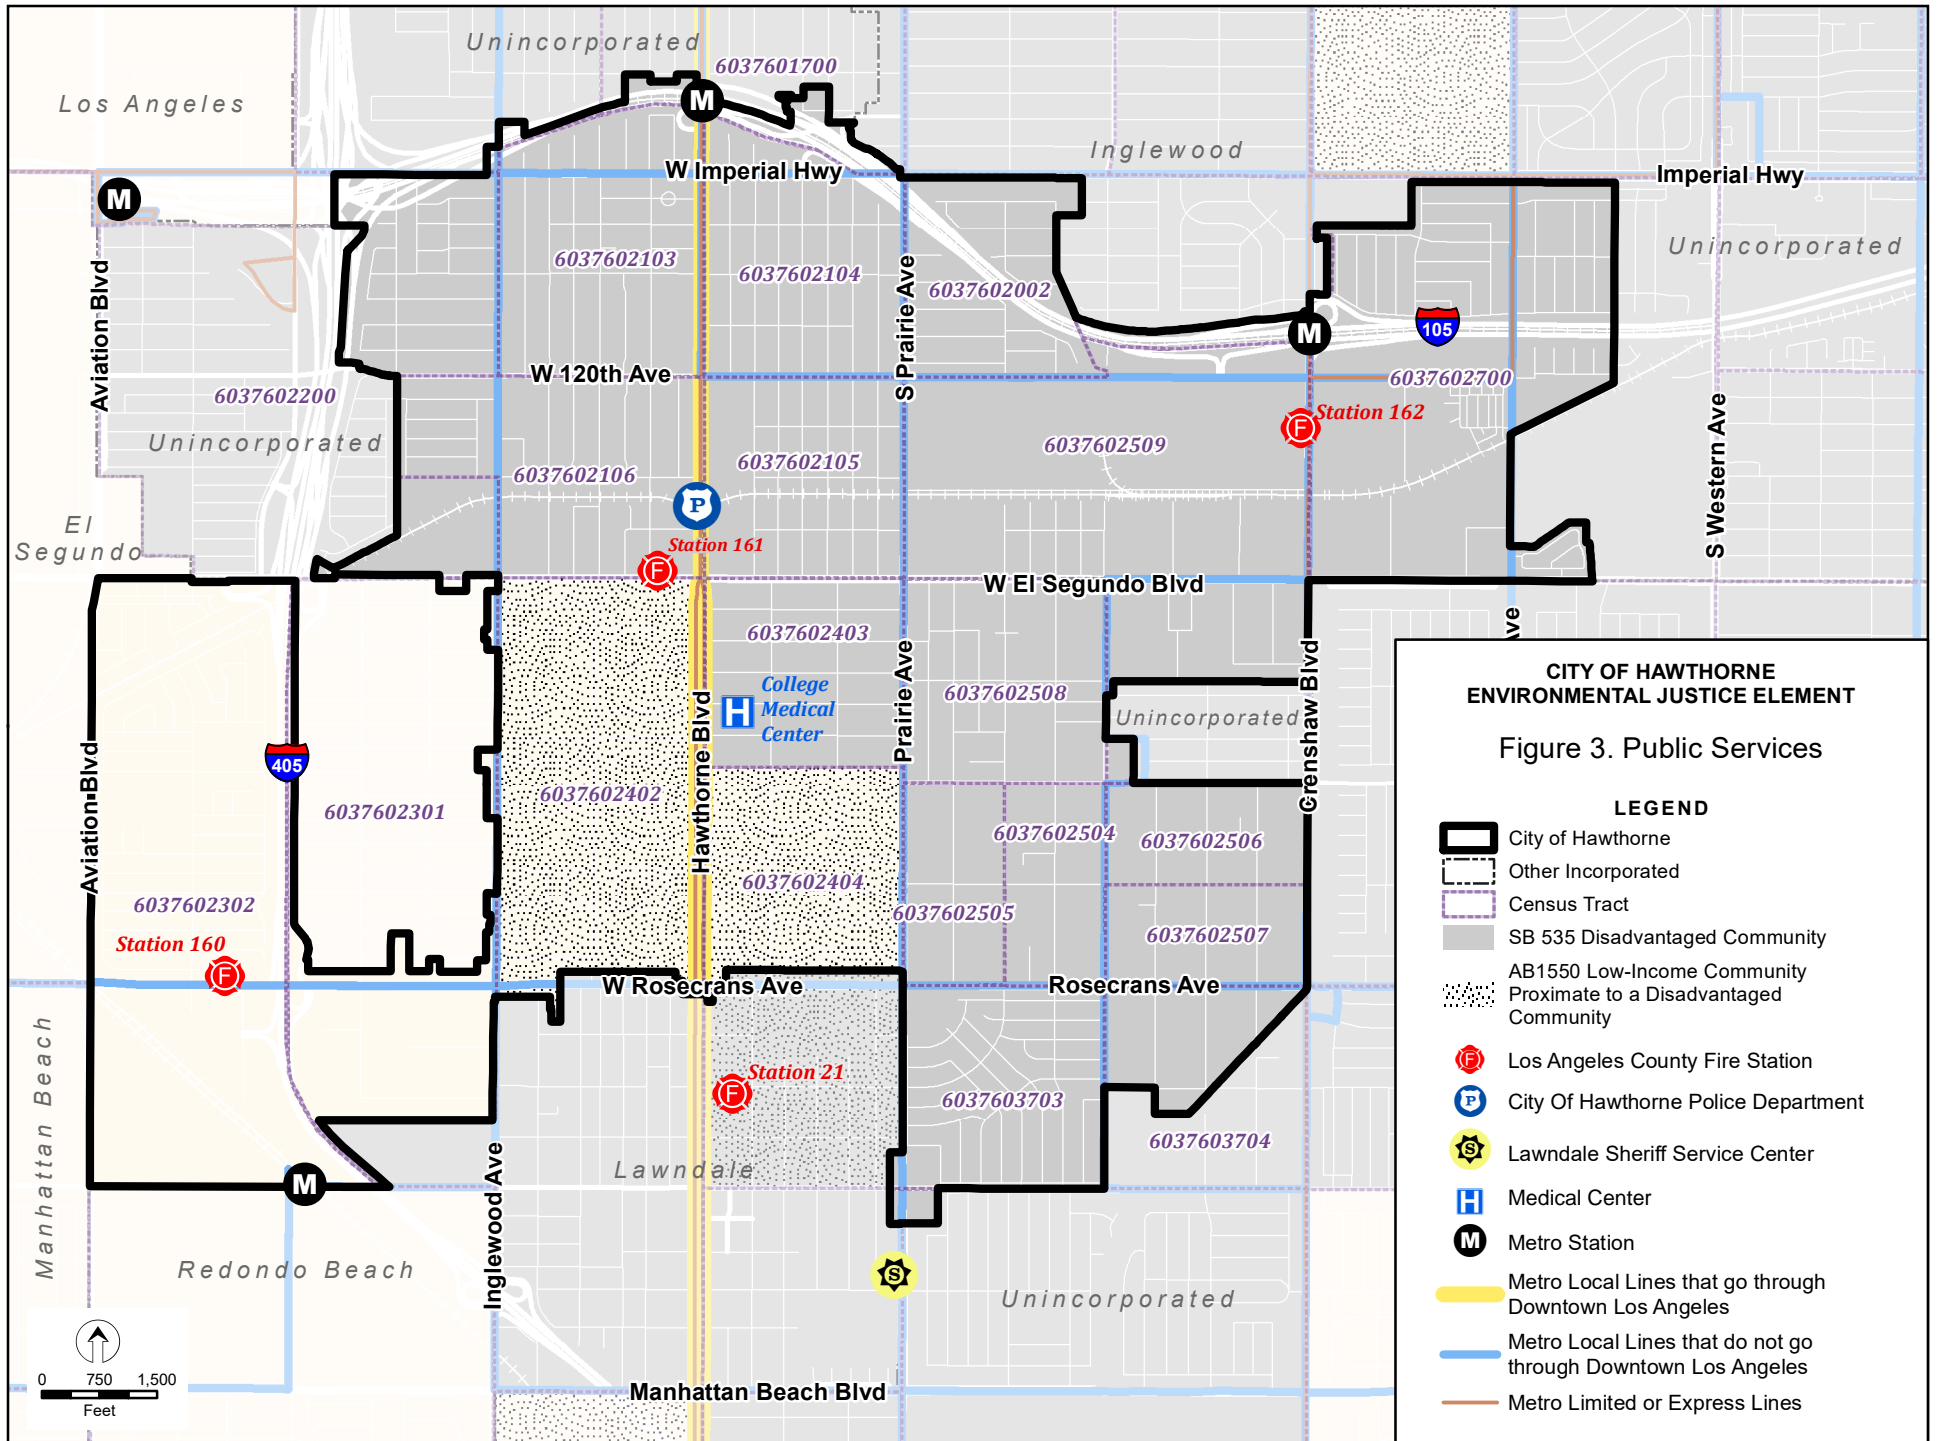 Unincorporated
6037601700
Los Angeles
M
W Imperial Hwy
Inglewood
Imperial Hwy
M
Unincorporated
Aviation Blvd
6037602103
6037602104
S Prairie Ave
6037602002
M
105
W 120th Ave
6037602700
6037602200
Station 162
F
Unincorporated
6037602509
S Western Ave
6037602106
6037602105
P
El
Segundo
Station 161
F
W El Segundo Blvd
Ave
6037602403
Prairie Ave
Crenshaw Blvd
College
Medical
Center
H
6037602508
Unincorporated
Hawthorne Blvd
Aviation Blvd
405
6037602301
6037602402
6037602504
6037602506
6037602404
6037602302
6037602505
6037602507
Station 160
F
W Rosecrans Ave
Rosecrans Ave
Manhattan Beach
Station 21
F
6037603703
6037603704
Lawndale
M
Inglewood Ave
Redondo Beach
S
Unincorporated
0 750 1,500
Feet
Manhattan Beach Blvd
CITY OF HAWTHORNE
ENVIRONMENTAL JUSTICE ELEMENT
Figure 3. Public Services
LEGEND
City of Hawthorne
Other Incorporated
Census Tract
SB 535 Disadvantaged Community
AB1550 Low-Income Community
Proximate to a Disadvantaged
Community
F Los Angeles County Fire Station
P City Of Hawthorne Police Department
S Lawndale Sheriff Service Center
H Medical Center
M Metro Station
Metro Local Lines that go through
Downtown Los Angeles
Metro Local Lines that do not go
through Downtown Los Angeles
Metro Limited or Express Lines